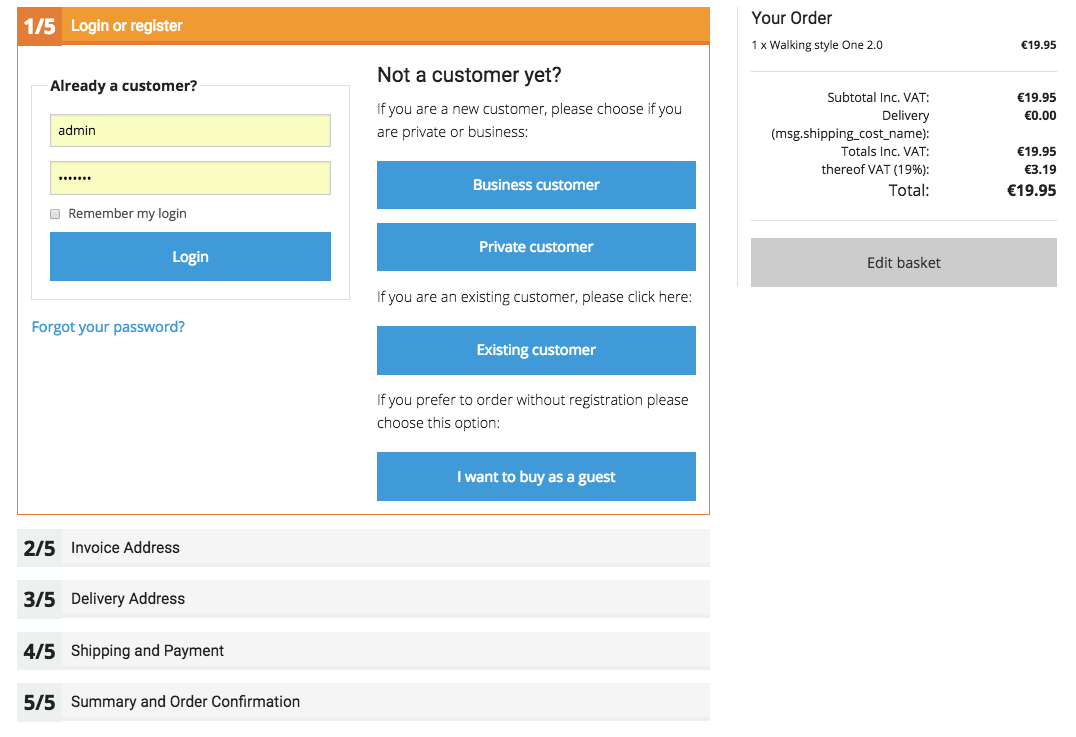 1/5 Login or register
Already a customer?
admin
•••••••
Remember my login
Login
Forgot your password?
Not a customer yet?
If you are a new customer, please choose if you
are private or business:
Business customer
Private customer
If you are an existing customer, please click here:
Existing customer
If you prefer to order without registration please
choose this option:
I want to buy as a guest
2/5 Invoice Address
3/5 Delivery Address
4/5 Shipping and Payment
5/5 Summary and Order Confirmation
Your Order
1 x Walking style One 2.0 €19.95
Subtotal Inc. VAT: €19.95
Delivery €0.00
(msg.shipping_cost_name):
Totals Inc. VAT: €19.95
thereof VAT (19%): €3.19
Total: €19.95
Edit basket